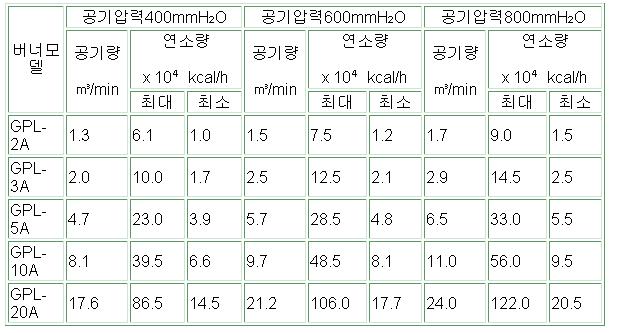 버너모델 공기압력400mmH₂O 공기압력600mmH₂O 공기압력800mmH₂O
공기량 ㎥/min 연소량 x 10⁴ kcal/h 공기량 ㎥/min 연소량 x 10⁴ kcal/h 공기량 ㎥/min 연소량 x 10⁴ kcal/h
최대 최소 최대 최소 최대 최소
GPL-2A 1.3 6.1 1.0 1.5 7.5 1.2 1.7 9.0 1.5
GPL-3A 2.0 10.0 1.7 2.5 12.5 2.1 2.9 14.5 2.5
GPL-5A 4.7 23.0 3.9 5.7 28.5 4.8 6.5 33.0 5.5
GPL-10A 8.1 39.5 6.6 9.7 48.5 8.1 11.0 56.0 9.5
GPL-20A 17.6 86.5 14.5 21.2 106.0 17.7 24.0 122.0 20.5